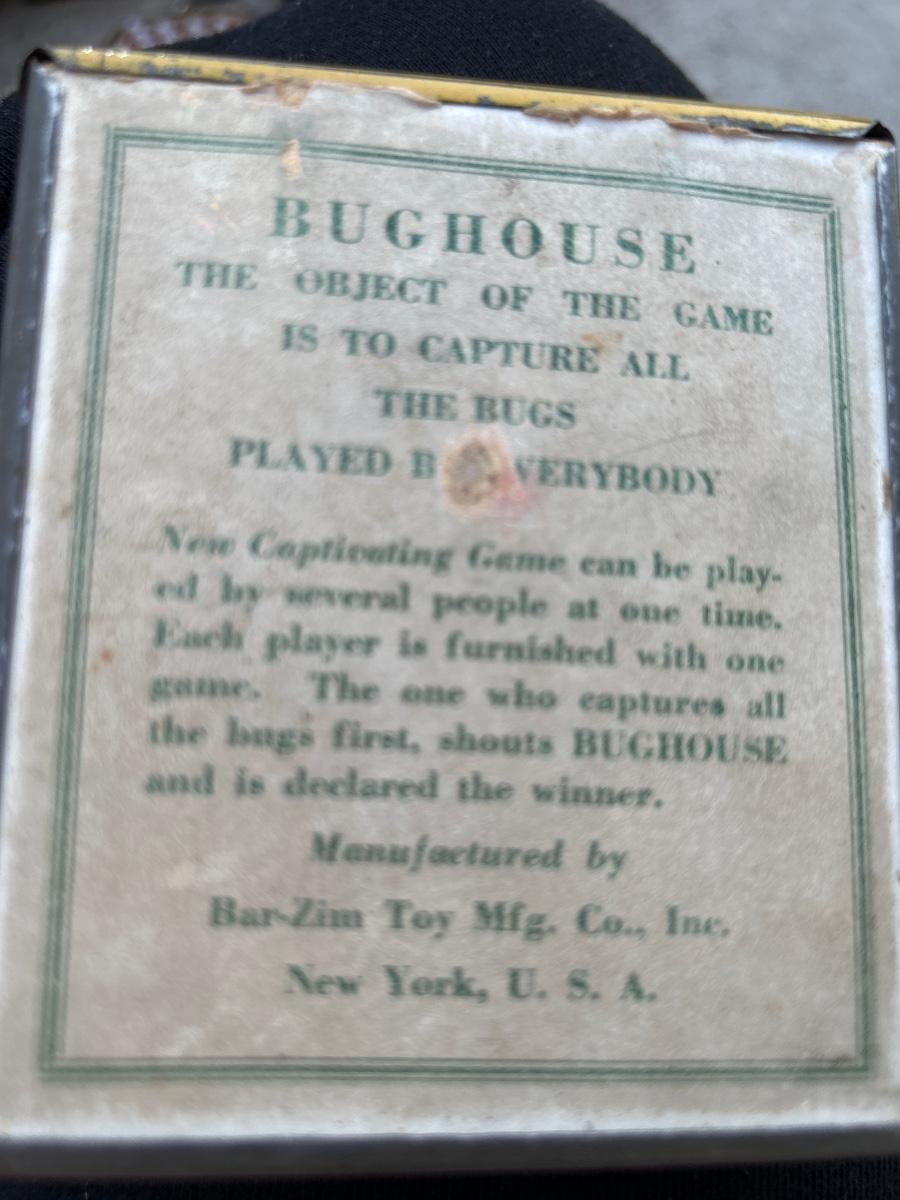 BUGHOUSE
THE OBJECT OF THE GAME
IS TO CAPTURE ALL
THE BUGS
PLAYED B VERYBODY
New Captivating Game can be play-
ed by several people at one time.
Each player is furnished with one
game. The one who captures all
the bugs first, shouts BUGHOUSE
and is declared the winner.
Manufactured by
Bar-Zim Toy Mfg. Co., Inc.
New York, U. S. A.